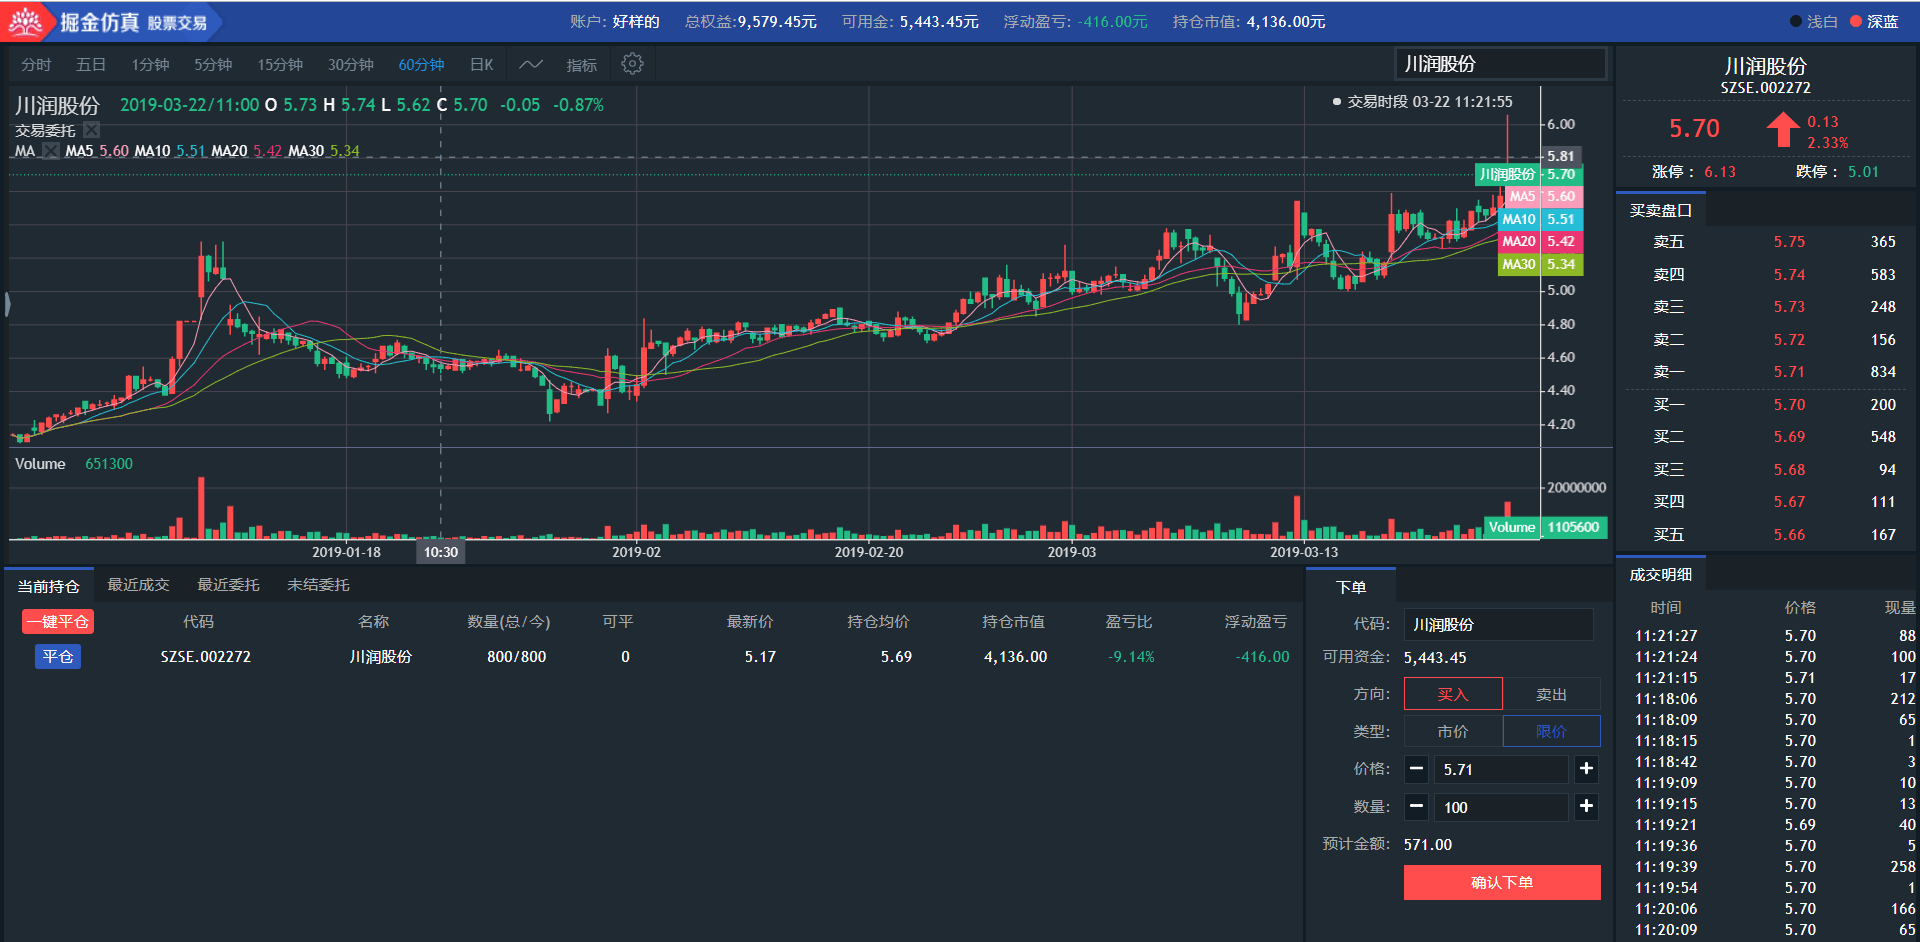 掘金仿真 股票交易
账户: 好样的 总权益:9,579.45元 可用金: 5,443.45元 浮动盈亏: -416.00元 持仓市值: 4,136.00元
浅白 深蓝
分时 五日 1分钟 5分钟 15分钟 30分钟 60分钟 日K 指标
川润股份
川润股份 2019-03-22/11:00 O 5.73 H 5.74 L 5.62 C 5.70 -0.05 -0.87%
交易时段 03-22 11:21:55
交易委托
MA MA5 5.60 MA10 5.51 MA20 5.42 MA30 5.34
6.00
5.81
川润股份 5.70
MA5 5.60
MA10 5.51
MA20 5.42
MA30 5.34
5.00
4.80
4.60
4.40
4.20
Volume 651300
20000000
Volume 1105600
2019-01-18 10:30 2019-02 2019-02-20 2019-03 2019-03-13
川润股份
SZSE.002272
5.70 0.13
2.33%
涨停： 6.13 跌停： 5.01
买卖盘口
卖五 5.75 365
卖四 5.74 583
卖三 5.73 248
卖二 5.72 156
卖一 5.71 834
买一 5.70 200
买二 5.69 548
买三 5.68 94
买四 5.67 111
买五 5.66 167
当前持仓 最近成交 最近委托 未结委托
一键平仓 代码 名称 数量(总/今) 可平 最新价 持仓均价 持仓市值 盈亏比 浮动盈亏
平仓 SZSE.002272 川润股份 800/800 0 5.17 5.69 4,136.00 -9.14% -416.00
下单
代码: 川润股份
可用资金: 5,443.45
方向: 买入 卖出
类型: 市价 限价
价格: − 5.71 +
数量: − 100 +
预计金额: 571.00
确认下单
成交明细
时间 价格 现量
11:21:27 5.70 88
11:21:24 5.70 100
11:21:15 5.71 17
11:18:06 5.70 212
11:18:09 5.70 65
11:18:15 5.70 1
11:18:42 5.70 3
11:19:09 5.70 10
11:19:15 5.70 13
11:19:21 5.69 40
11:19:36 5.70 5
11:19:39 5.70 258
11:19:54 5.70 1
11:20:06 5.70 166
11:20:09 5.70 65